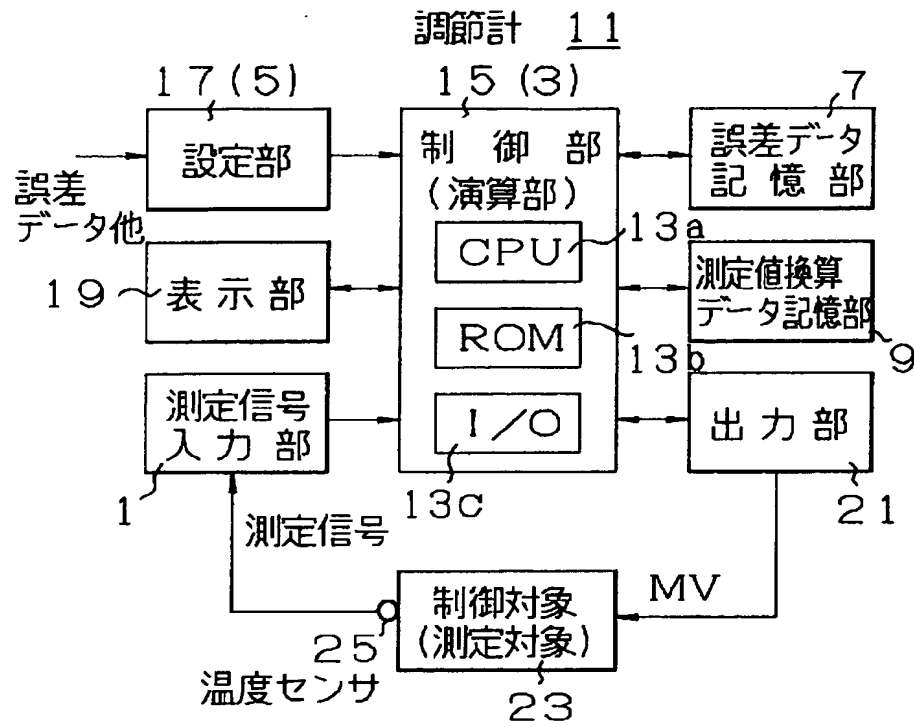 調節計 11
17(5)
設定部
誤差
データ他
19
表示部
測定信号
入力部
1
測定信号
15(3)
制御部
(演算部)
CPU
13a
ROM
13b
I/O
13c
7
誤差データ
記憶部
測定値換算
データ記憶部
9
出力部
21
MV
制御対象
(測定対象)
23
25
温度センサ